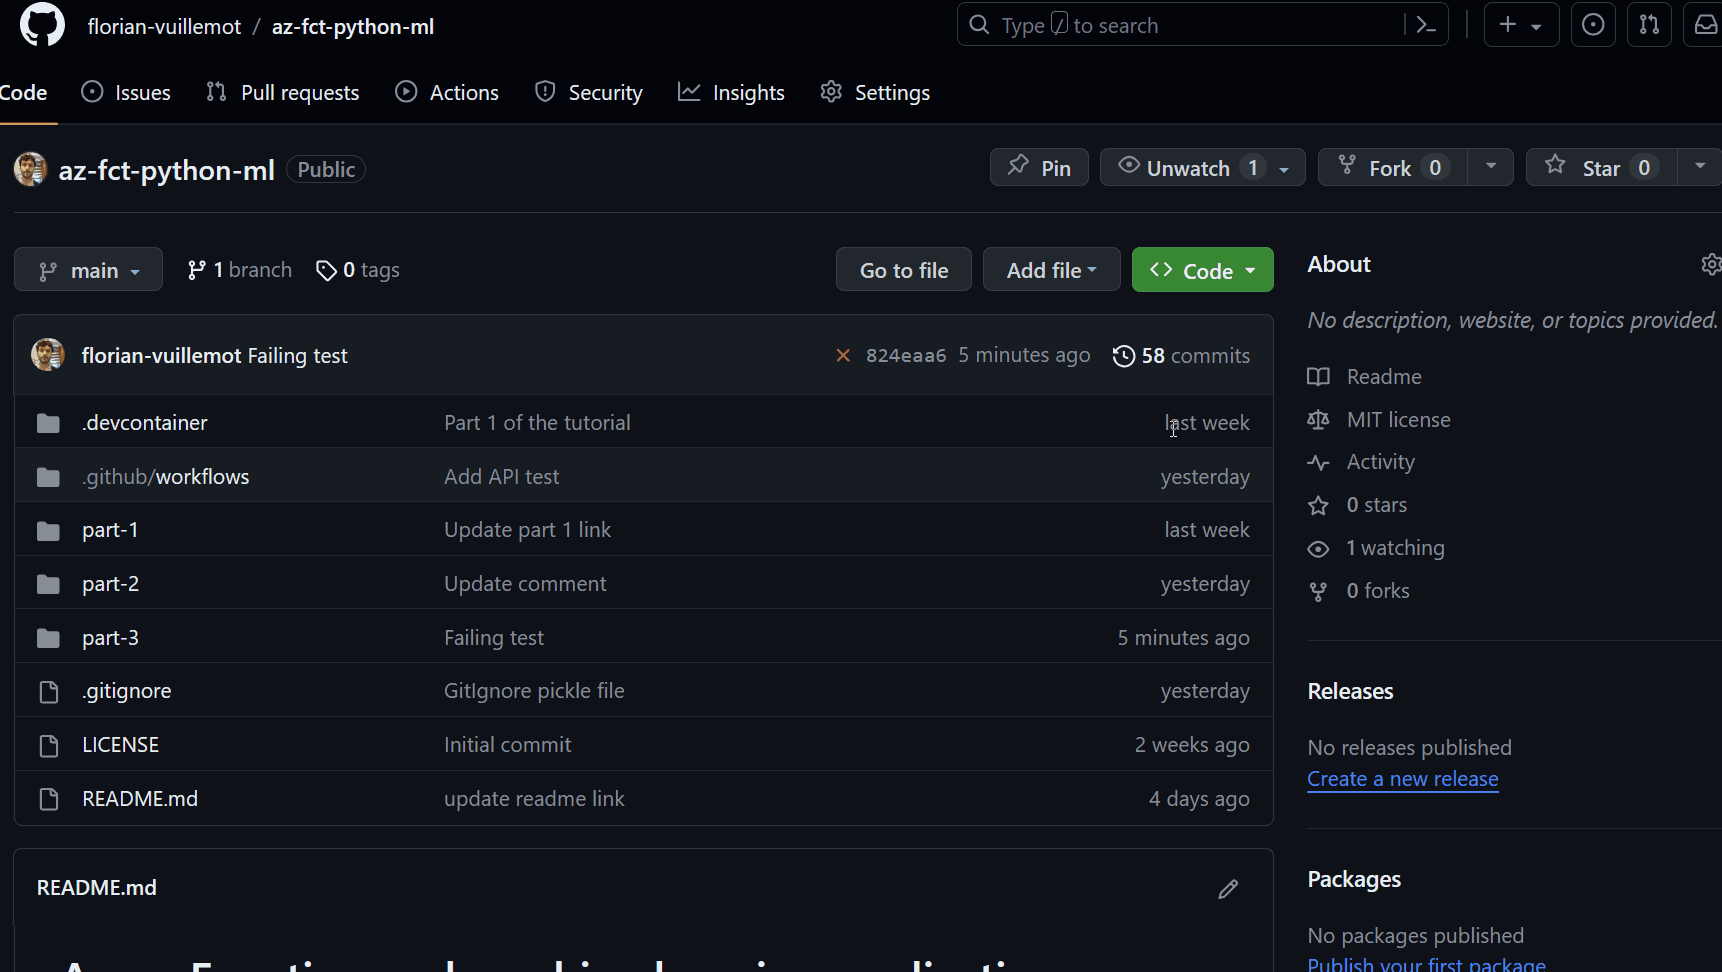 florian-vuillemot / az-fct-python-ml
Type / to search
Code Issues Pull requests Actions Security Insights Settings
az-fct-python-ml Public
Pin Unwatch 1 Fork 0 Star 0
main 1 branch 0 tags Go to file Add file Code
florian-vuillemot Failing test 824eaa6 5 minutes ago 58 commits
.devcontainer Part 1 of the tutorial last week
.github/workflows Add API test yesterday
part-1 Update part 1 link last week
part-2 Update comment yesterday
part-3 Failing test 5 minutes ago
.gitignore GitIgnore pickle file yesterday
LICENSE Initial commit 2 weeks ago
README.md update readme link 4 days ago
README.md
About
No description, website, or topics provided.
Readme
MIT license
Activity
0 stars
1 watching
0 forks
Releases
No releases published
Create a new release
Packages
No packages published
Publish your first package